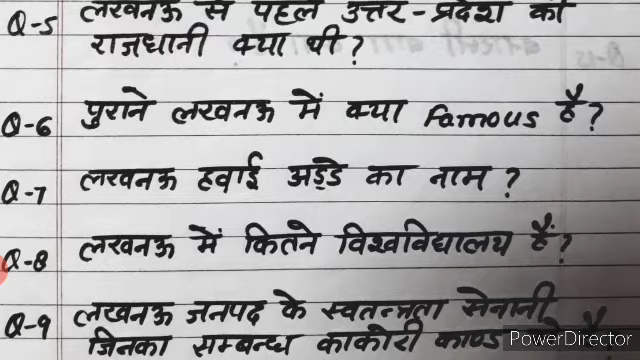 Q-5 लखनऊ से पहले उत्तर-प्रदेश की
राजधानी क्या थी?
Q-6 पुराने लखनऊ में क्या Famous है?
Q-7 लखनऊ हवाई अड्डे का नाम?
Q-8 लखनऊ में कितने विश्वविद्यालय हैं?
Q-9 लखनऊ जनपद के स्वतन्त्रता सेनानी
जिनका सम्बन्ध काकोरी काण्ड है
PowerDirector